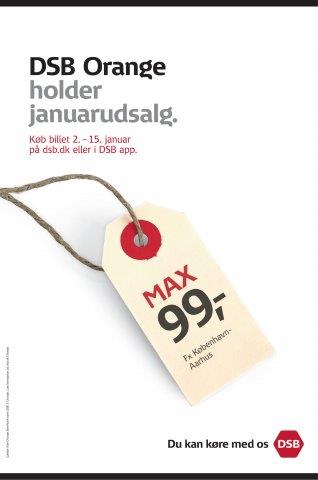 DSB Orange
holder
januarudsalg.
Køb billet 2. – 15. januar
på dsb.dk eller i DSB app.
MAX
99,-
Fx København-
Aarhus
Du kan køre med os DSB